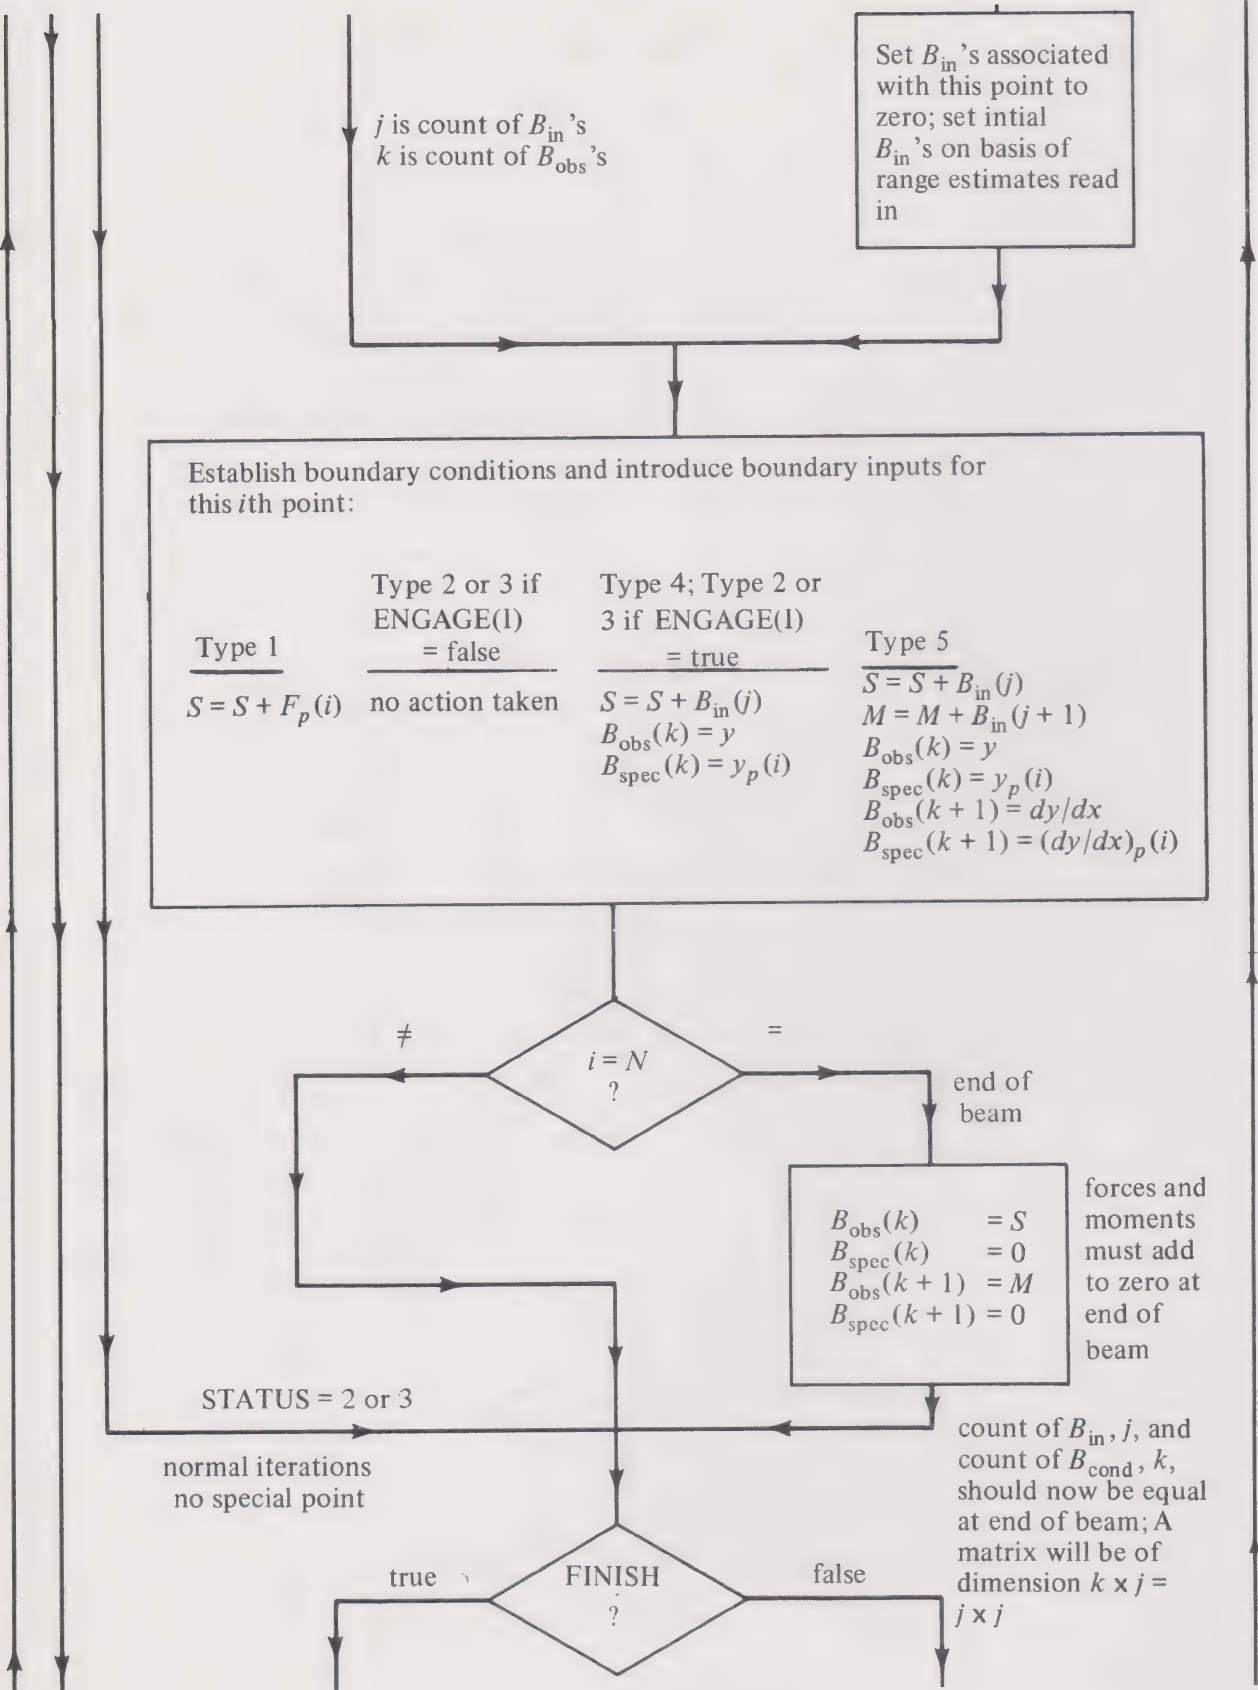 Set B_in's associated
with this point to
zero; set intial
B_in's on basis of
range estimates read
in
j is count of B_in's
k is count of B_obs's
Establish boundary conditions and introduce boundary inputs for
this ith point:
Type 1
S = S + F_p(i)
Type 2 or 3 if
ENGAGE(I)
= false
no action taken
Type 4; Type 2 or
3 if ENGAGE(I)
= true
S = S + B_in(j)
B_obs(k) = y
B_spec(k) = y_p(i)
Type 5
S = S + B_in(j)
M = M + B_in(j + 1)
B_obs(k) = y
B_spec(k) = y_p(i)
B_obs(k + 1) = dy/dx
B_spec(k + 1) = (dy/dx)_p(i)
≠
i = N
?
=
end of
beam
B_obs(k) = S
B_spec(k) = 0
B_obs(k + 1) = M
B_spec(k + 1) = 0
forces and
moments
must add
to zero at
end of
beam
STATUS = 2 or 3
normal iterations
no special point
count of B_in, j, and
count of B_cond, k,
should now be equal
at end of beam; A
matrix will be of
dimension k x j =
j x j
true
FINISH
?
false